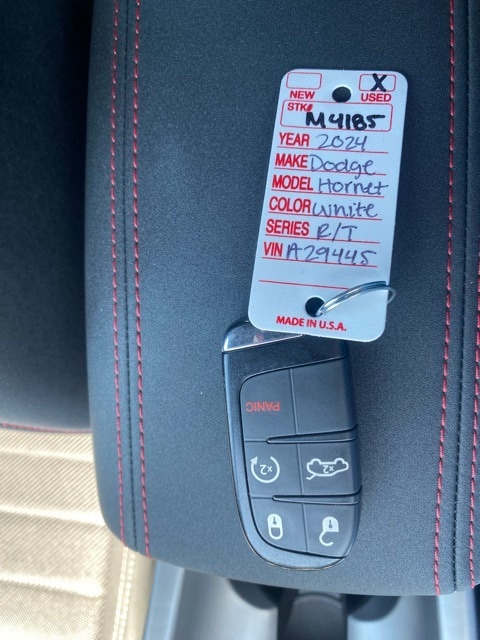 X
NEW USED
STK# M4185
YEAR 2024
MAKE Dodge
MODEL Hornet
COLOR White
SERIES R/T
VIN A29445
MADE IN U.S.A.
PANIC
x2 x2